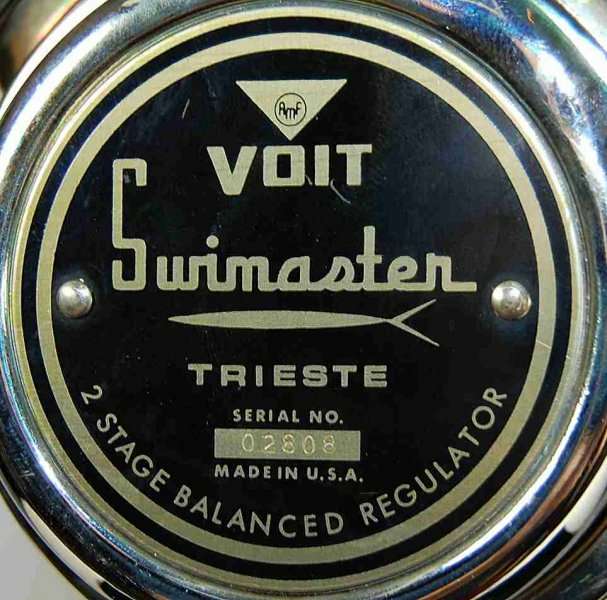 AMF
VOIT
Swimaster
TRIESTE
SERIAL NO.
02808
MADE IN U.S.A.
2 STAGE BALANCED REGULATOR